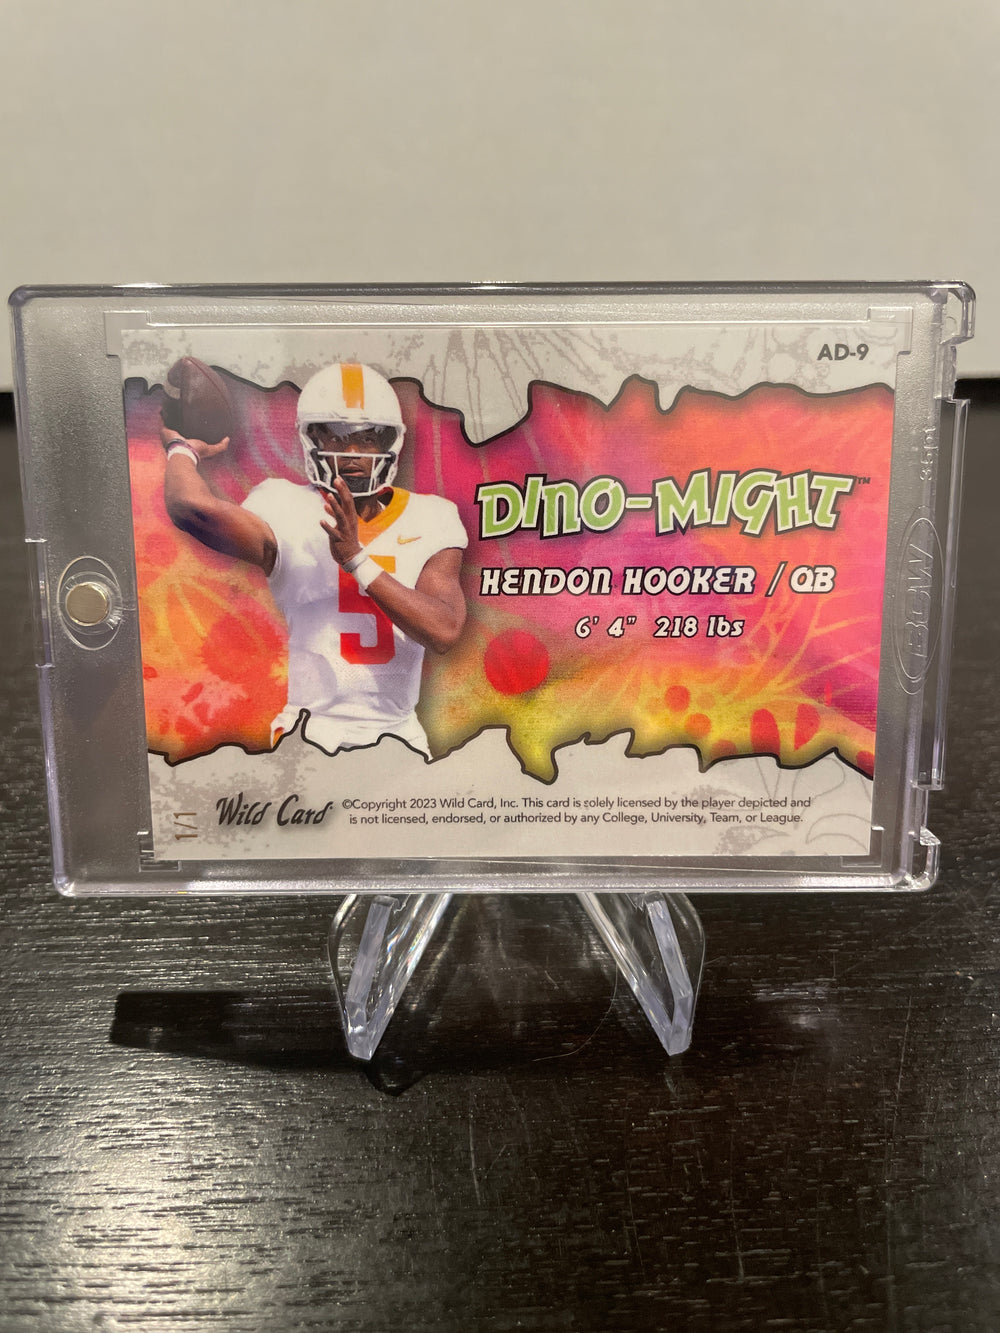 AD-9
DINO-MIGHT™
HENDON HOOKER / QB
6' 4" 218 lbs
5
1/1
Wild Card
©Copyright 2023 Wild Card, Inc. This card is solely licensed by the player depicted and
is not licensed, endorsed, or authorized by any College, University, Team, or League.
35pt
BCW